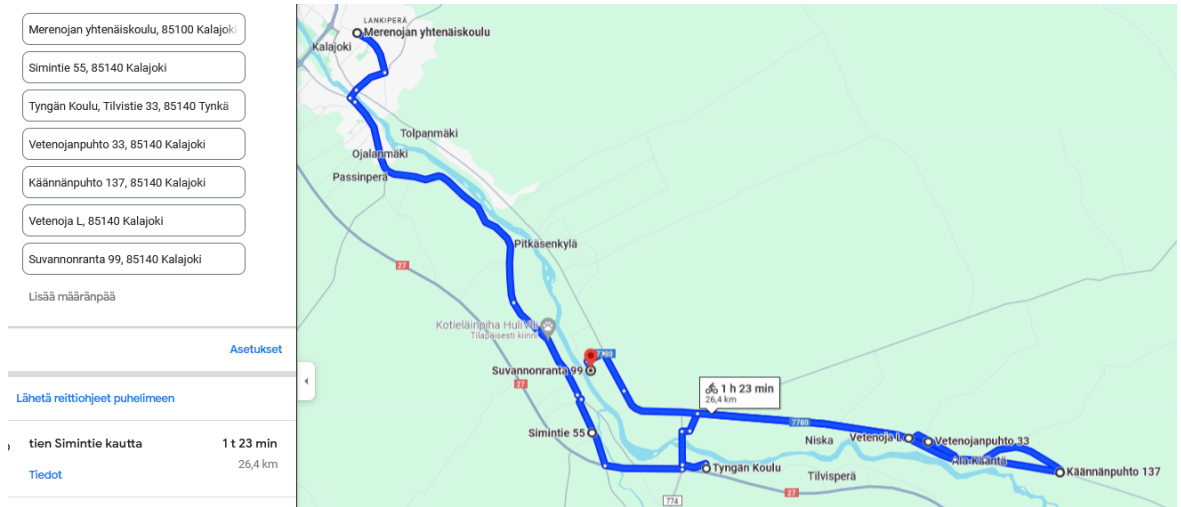 Merenojan yhtenäiskoulu, 85100 Kalajoki
Simintie 55, 85140 Kalajoki
Tyngän Koulu, Tilvistie 33, 85140 Tynkä
Vetenojanpuhto 33, 85140 Kalajoki
Käännänpuhto 137, 85140 Kalajoki
Vetenoja L, 85140 Kalajoki
Suvannonranta 99, 85140 Kalajoki
Lisää määränpää
Asetukset
Lähetä reittiohjeet puhelimeen
tien Simintie kautta
1 t 23 min
26,4 km
Tiedot
LANKIPERÄ
Merenojan yhtenäiskoulu
Kalajoki
Tolpanmäki
Ojalanmäki
Passinperä
Pitkäsenkylä
27
Kotieläinpiha HuliVili
Tilapäisesti kiinni
7780
Suvannonranta 99
27
1 h 23 min
26,4 km
7780
Simintie 55
Niska
Vetenoja L
Vetenojanpuhto 33
Ala-Kääntä
Tyngän Koulu
Käännänpuhto 137
Tilvisperä
27
774